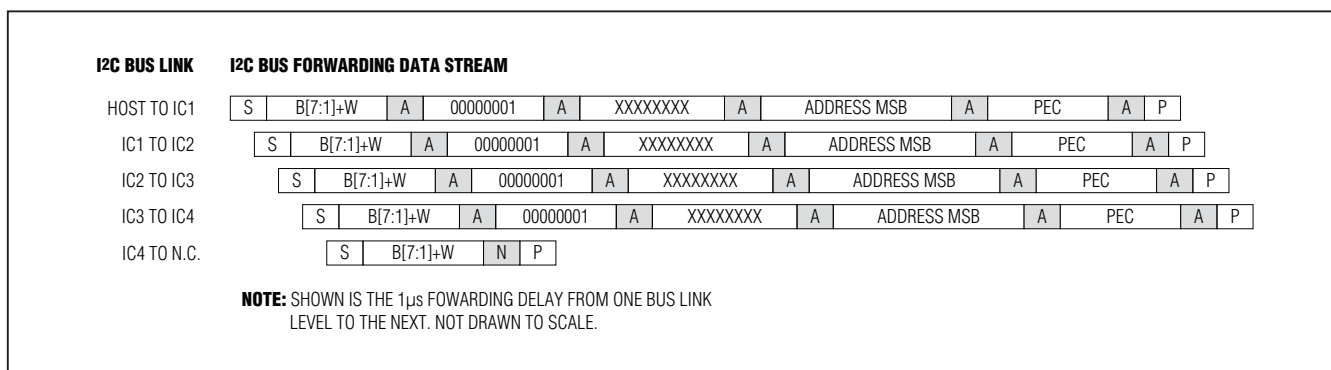 I2C BUS LINK I2C BUS FORWARDING DATA STREAM
HOST TO IC1 S B[7:1]+W A 00000001 A XXXXXXXX A ADDRESS MSB A PEC A P
IC1 TO IC2 S B[7:1]+W A 00000001 A XXXXXXXX A ADDRESS MSB A PEC A P
IC2 TO IC3 S B[7:1]+W A 00000001 A XXXXXXXX A ADDRESS MSB A PEC A P
IC3 TO IC4 S B[7:1]+W A 00000001 A XXXXXXXX A ADDRESS MSB A PEC A P
IC4 TO N.C. S B[7:1]+W N P
NOTE: SHOWN IS THE 1µs FOWARDING DELAY FROM ONE BUS LINK
LEVEL TO THE NEXT. NOT DRAWN TO SCALE.